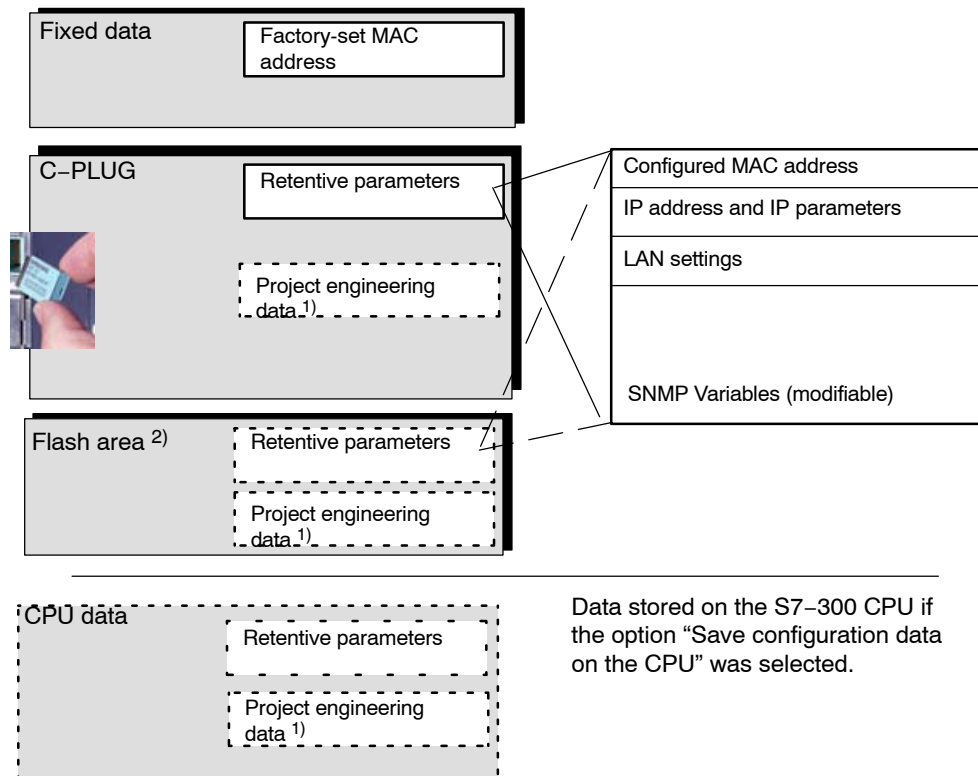 Fixed data
Factory-set MAC
address
C–PLUG
Retentive parameters
Project engineering
data 1)
Configured MAC address
IP address and IP parameters
LAN settings
SNMP Variables (modifiable)
Flash area 2)
Retentive parameters
Project engineering
data 1)
CPU data
Retentive parameters
Project engineering
data 1)
Data stored on the S7–300 CPU if
the option “Save configuration data
on the CPU” was selected.